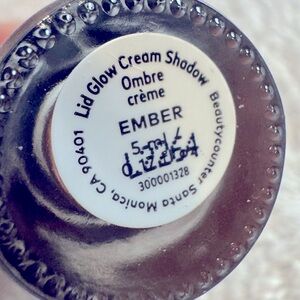 Lid Glow Cream Shadow
Ombre
crème
EMBER
300001328
Beautycounter Santa Monica, CA 90401